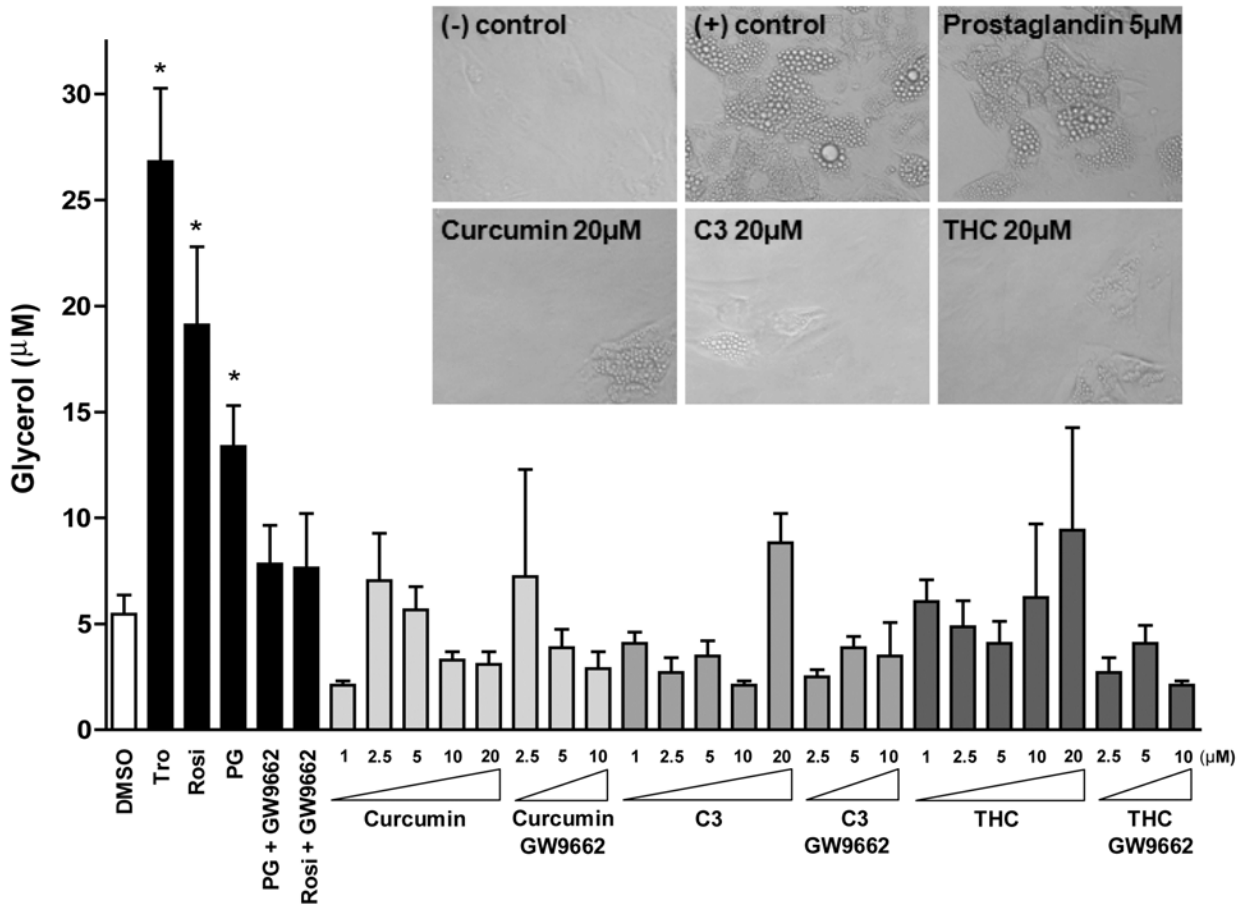 (-) control
(+) control
Prostaglandin 5µM
Curcumin 20µM
C3 20µM
THC 20µM
Glycerol (µM)
30
25
20
15
10
5
0
*
*
*
DMSO
Tro
Rosi
PG
PG + GW9662
Rosi + GW9662
1 2.5 5 10 20 2.5 5 10 1 2.5 5 10 20 2.5 5 10 1 2.5 5 10 20 2.5 5 10 (µM)
Curcumin
Curcumin
GW9662
C3
C3
GW9662
THC
THC
GW9662